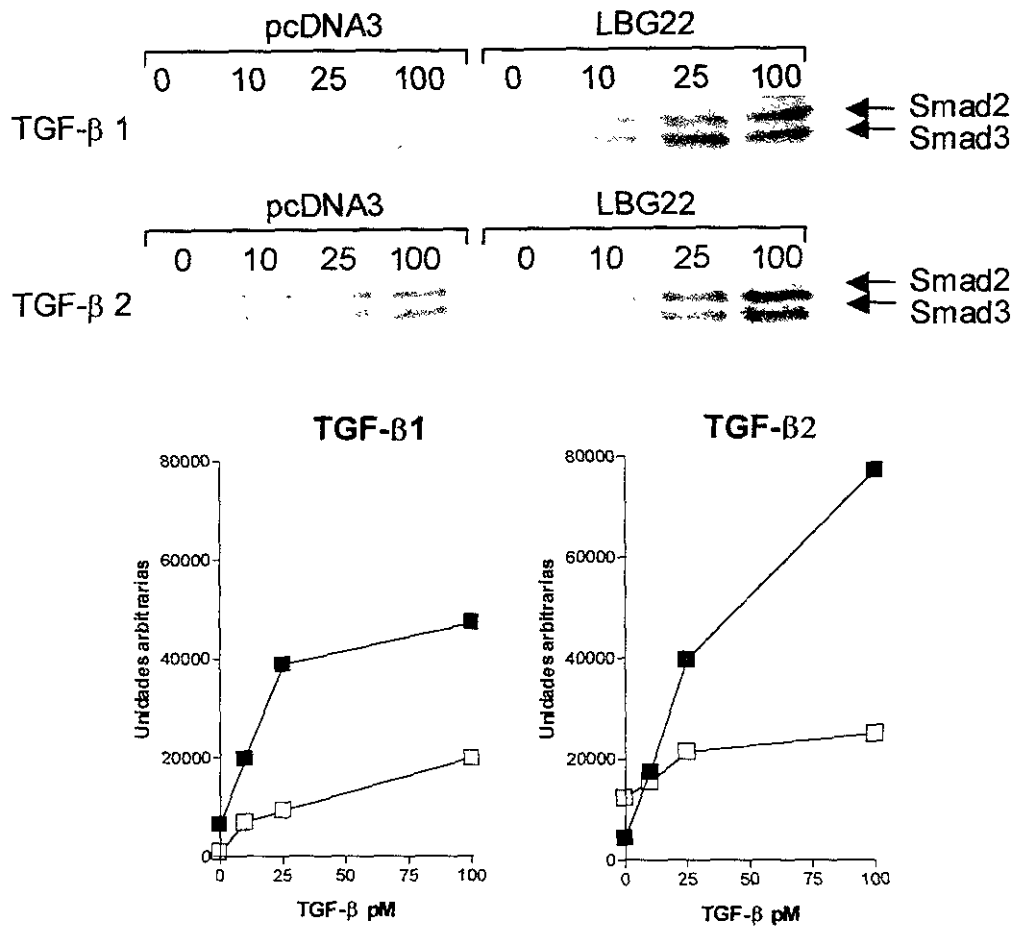 pcDNA3 LBG22
0 10 25 100 0 10 25 100
TGF-β 1
Smad2
Smad3
pcDNA3 LBG22
0 10 25 100 0 10 25 100
TGF-β 2
Smad2
Smad3
TGF-β1
80000
60000
40000
20000
0
Unidades arbitrarias
0 25 50 75 100
TGF-β pM
TGF-β2
80000
60000
40000
20000
0
Unidades arbitrarias
0 25 50 75 100
TGF-β pM